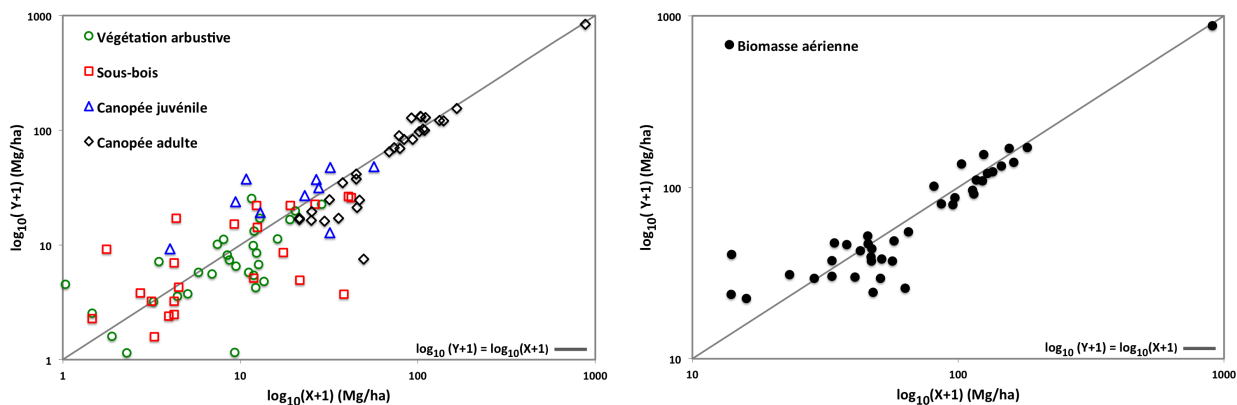 1000
100
10
1
log10( Y+1) (Mg/ha)
Végétation arbustive
Sous-bois
Canopée juvénile
Canopée adulte
log10 (Y+1) = log10(X+1)
1 10 100 1000
log10(X+1) (Mg/ha)
1000
100
10
log10( Y+1) (Mg/ha)
Biomasse aérienne
log10 (Y+1) = log10(X+1)
10 100 1000
log10(X+1) (Mg/ha)